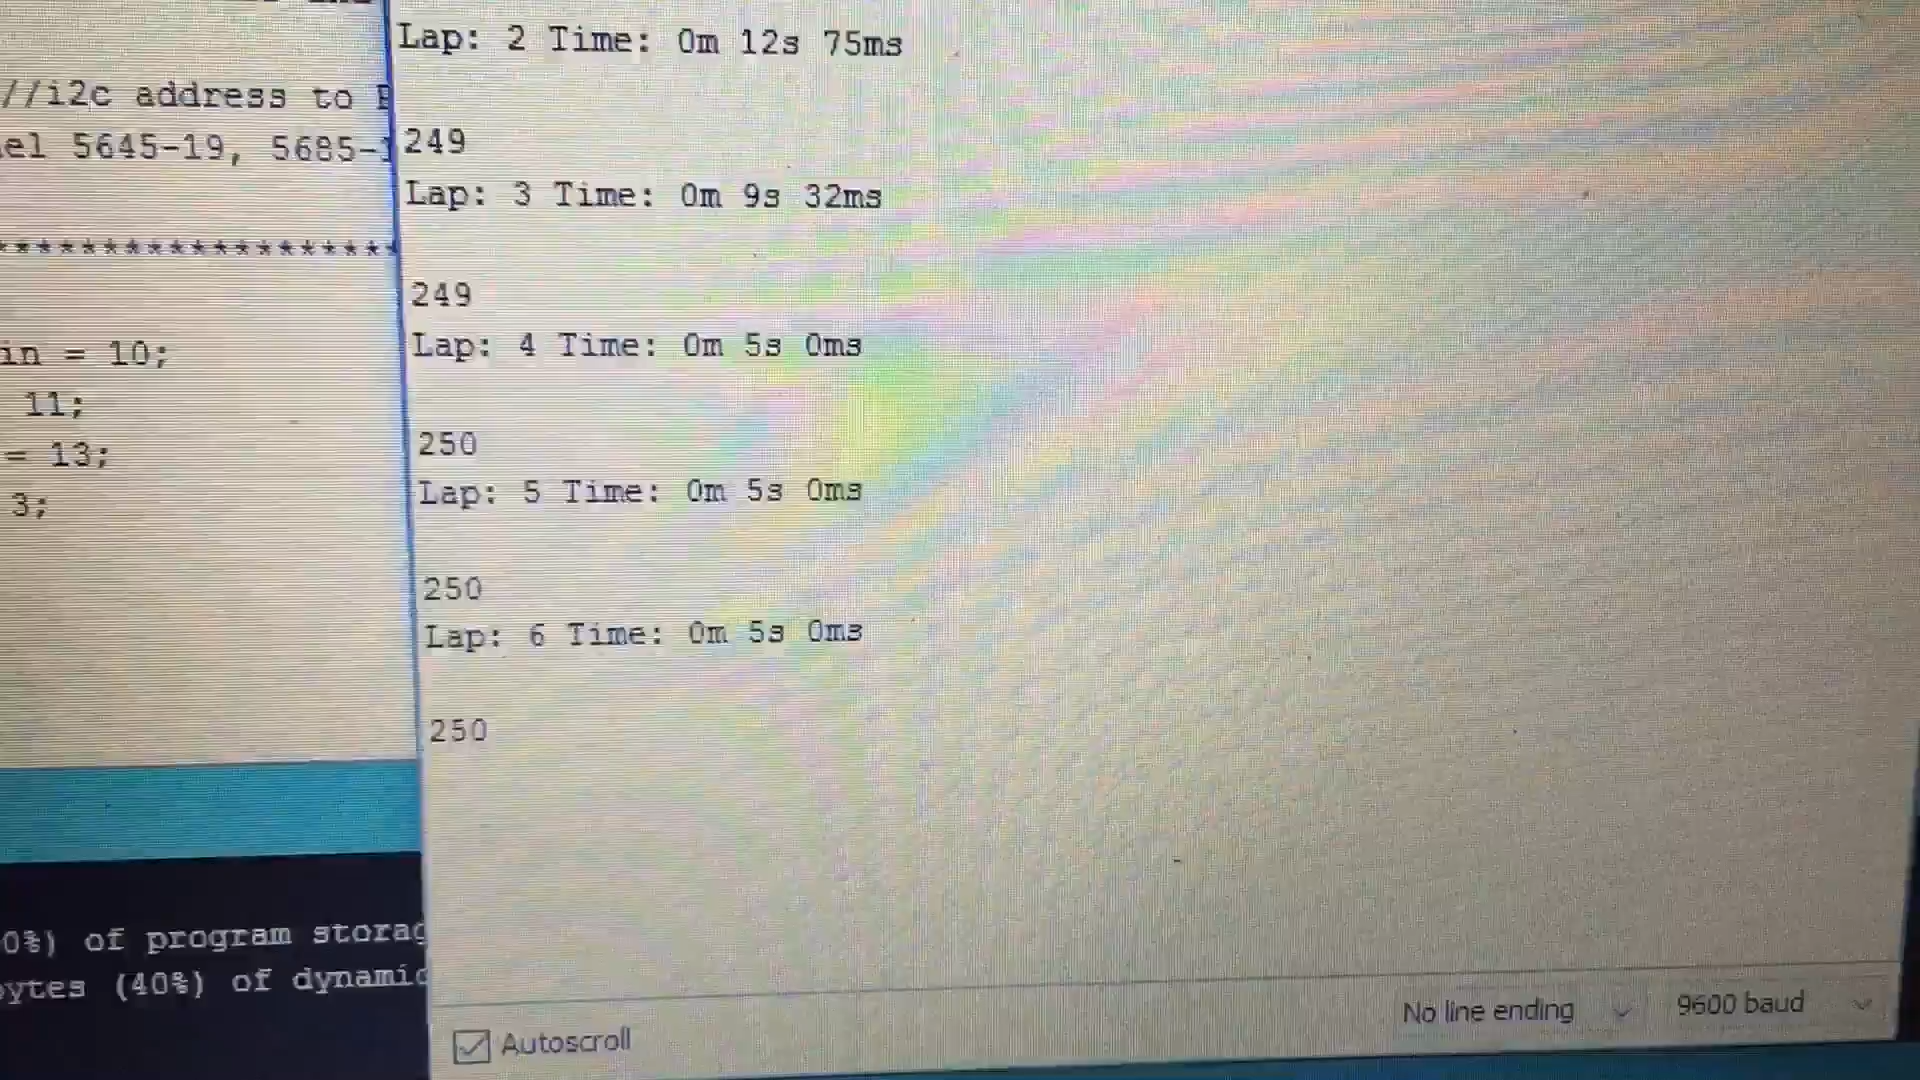 Lap: 2 Time: 0m 12s 75ms
249
Lap: 3 Time: 0m 9s 32ms
249
Lap: 4 Time: 0m 5s 0ms
250
Lap: 5 Time: 0m 5s 0ms
250
Lap: 6 Time: 0m 5s 0ms
250
Autoscroll
No line ending
9600 baud
//i2c address to
el 5645-19, 5685-
******************
in = 10;
11;
= 13;
3;
0%) of program storag
ytes (40%) of dynamic